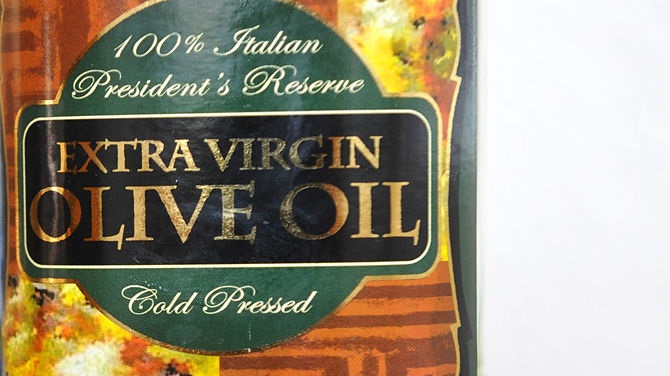 100% Italian
President's Reserve
EXTRA VIRGIN
OLIVE OIL
Cold Pressed